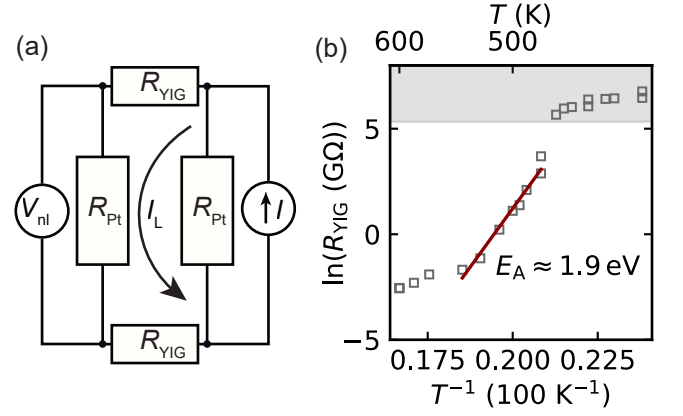 (a)
R_YIG
V_nl
R_Pt
I_L
R_Pt
I
R_YIG
(b)
T (K)
600
500
5
0
−5
ln(R_YIG (GΩ))
E_A ≈ 1.9 eV
0.175
0.200
0.225
T⁻¹ (100 K⁻¹)